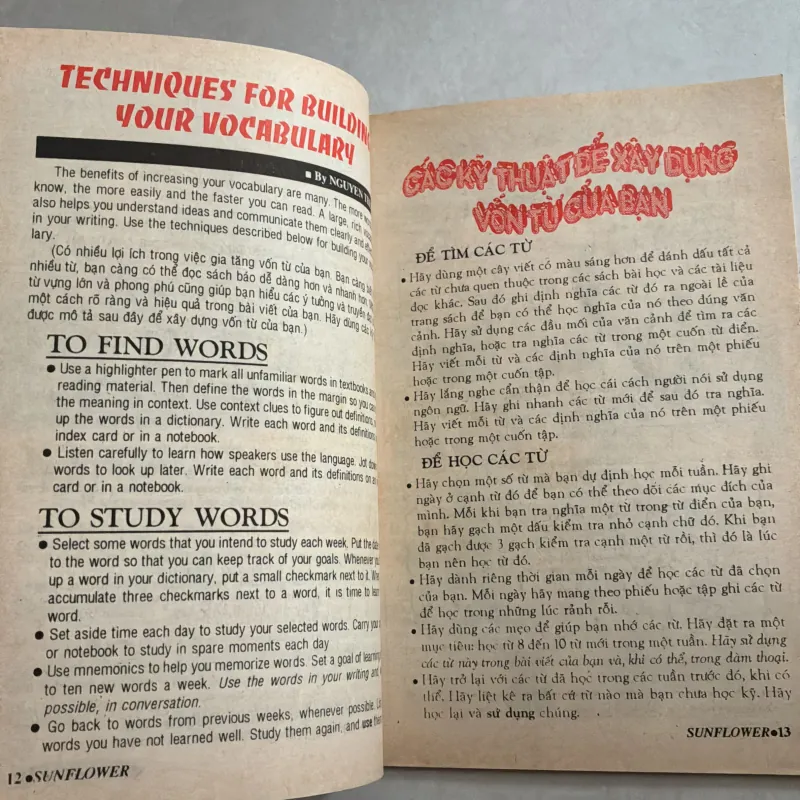 TECHNIQUES FOR BUILDING
YOUR VOCABULARY
■ By NGUYEN
The benefits of increasing your vocabulary are many. The more
know, the more easily and the faster you can read. A large, rich
also helps you understand ideas and communicate them clearly and
in your writing. Use the techniques described below for building your
lary.
(Có nhiều lợi ích trong việc gia tăng vốn từ của bạn. Bạn càng
nhiều từ, bạn càng có thể đọc sách báo dễ dàng hơn và nhanh hơn.
từ vựng lớn và phong phú cũng giúp bạn hiểu các ý tưởng và truyền
một cách rõ ràng và hiệu quả trong bài viết của bạn. Hãy dùng các
được mô tả sau đây để xây dựng vốn từ của bạn.)
TO FIND WORDS
● Use a highlighter pen to mark all unfamiliar words in textbooks
reading material. Then define the words in the margin so you can
the meaning in context. Use context clues to figure out definitions,
up the words in a dictionary. Write each word and its definitions
index card or in a notebook.
● Listen carefully to learn how speakers use the language. Jot down
words to look up later. Write each word and its definitions on an
card or in a notebook.
TO STUDY WORDS
● Select some words that you intend to study each week. Put the date
to the word so that you can keep track of your goals. Whenever you
up a word in your dictionary, put a small checkmark next to it. When
accumulate three checkmarks next to a word, it is time to learn
word.
● Set aside time each day to study your selected words. Carry your
or notebook to study in spare moments each day
● Use mnemonics to help you memorize words. Set a goal of learning
to ten new words a week. Use the words in your writing and
possible, in conversation.
● Go back to words from previous weeks, whenever possible.
words you have not learned well. Study them again, and use
12 ●SUNFLOWER
CÁC KỸ THUẬT ĐỂ XÂY DỰNG
VỐN TỪ CỦA BẠN
ĐỂ TÌM CÁC TỪ
● Hãy dùng một cây viết có màu sáng hơn để đánh dấu tất cả
các từ chưa quen thuộc trong các sách bài học và các tài liệu
đọc khác. Sau đó ghi định nghĩa các từ đó ra ngoài lề của
trang sách để bạn có thể học nghĩa của nó theo đúng văn
cảnh. Hãy sử dụng các đầu mối của văn cảnh để tìm ra các
định nghĩa, hoặc tra nghĩa các từ trong một cuốn từ điển.
Hãy viết mỗi từ và các định nghĩa của nó trên một phiếu
hoặc trong một cuốn tập.
● Hãy lắng nghe cẩn thận để học cái cách người nói sử dụng
ngôn ngữ. Hãy ghi nhanh các từ mới để sau đó tra nghĩa.
Hãy viết mỗi từ và các định nghĩa của nó trên một phiếu
hoặc trong một cuốn tập.
ĐỂ HỌC CÁC TỪ
● Hãy chọn một số từ mà bạn dự định học mỗi tuần. Hãy ghi
ngày ở cạnh từ đó để bạn có thể theo dõi các mục đích của
mình. Mỗi khi bạn tra nghĩa một từ trong từ điển của bạn,
bạn hãy gạch một dấu kiểm tra nhỏ cạnh chữ đó. Khi bạn
đã gạch được 3 gạch kiểm tra cạnh một từ rồi, thì đó là lúc
bạn nên học từ đó.
● Hãy dành riêng thời gian mỗi ngày để học các từ đã chọn
của bạn. Mỗi ngày hãy mang theo phiếu hoặc tập ghi các từ
để học trong những lúc rảnh rỗi.
● Hãy dùng các mẹo để giúp bạn nhớ các từ. Hãy đặt ra một
mục tiêu: học từ 8 đến 10 từ mới trong một tuần. Hãy sử dụng
các từ này trong bài viết của bạn và, khi có thể, trong đàm thoại.
● Hãy trở lại với các từ đã học trong các tuần trước đó, khi có
thể. Hãy liệt kê ra bất cứ từ nào mà bạn chưa học kỹ. Hãy
học lại và sử dụng chúng.
SUNFLOWER●13